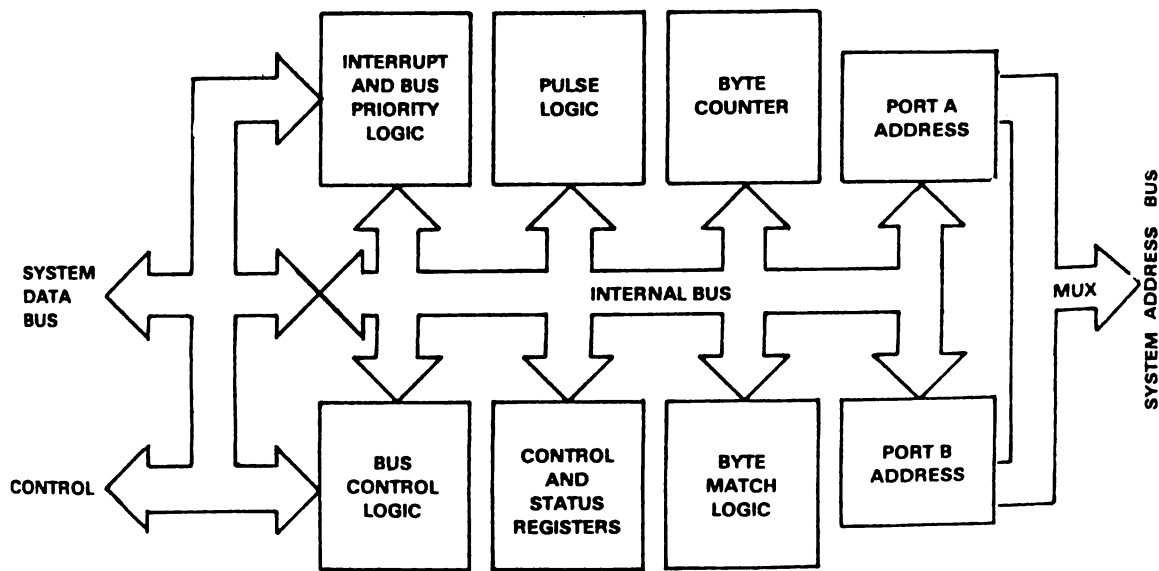 INTERRUPT
AND BUS
PRIORITY
LOGIC
PULSE
LOGIC
BYTE
COUNTER
PORT A
ADDRESS
SYSTEM
DATA
BUS
INTERNAL BUS
MUX
SYSTEM ADDRESS BUS
CONTROL
BUS
CONTROL
LOGIC
CONTROL
AND
STATUS
REGISTERS
BYTE
MATCH
LOGIC
PORT B
ADDRESS